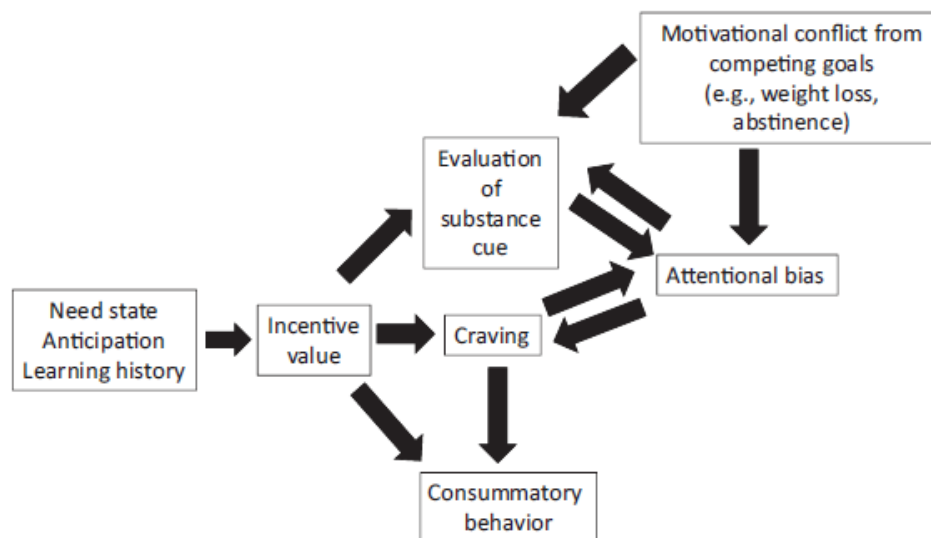 Motivational conflict from
competing goals
(e.g., weight loss,
abstinence)
Evaluation
of
substance
cue
Attentional bias
Need state
Anticipation
Learning history
Incentive
value
Craving
Consummatory
behavior